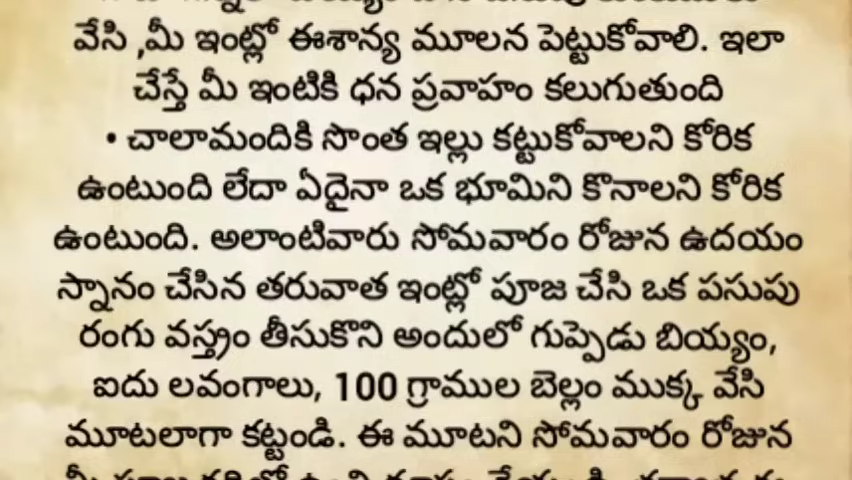 వేసి ,మీ ఇంట్లో ఈశాన్య మూలన పెట్టుకోవాలి. ఇలా
చేస్తే మీ ఇంటికి ధన ప్రవాహం కలుగుతుంది
• చాలామందికి సొంత ఇల్లు కట్టుకోవాలని కోరిక
ఉంటుంది లేదా ఏదైనా ఒక భూమిని కొనాలని కోరిక
ఉంటుంది. అలాంటివారు సోమవారం రోజున ఉదయం
స్నానం చేసిన తరువాత ఇంట్లో పూజ చేసి ఒక పసుపు
రంగు వస్త్రం తీసుకొని అందులో గుప్పెడు బియ్యం,
ఐదు లవంగాలు, 100 గ్రాముల బెల్లం ముక్క వేసి
మూటలాగా కట్టండి. ఈ మూటని సోమవారం రోజున